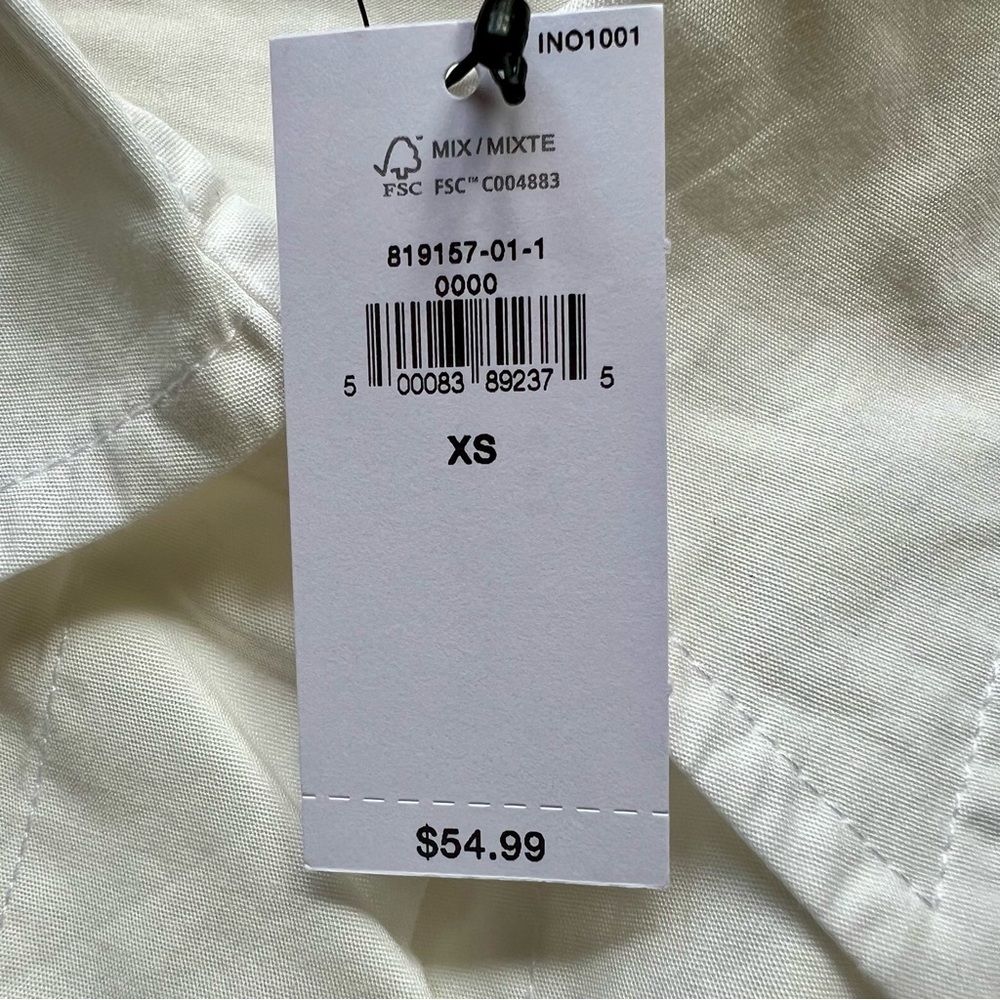 INO1001
MIX / MIXTE
FSC FSC™ C004883
819157-01-1
0000
5 00083 89237 5
XS
$54.99